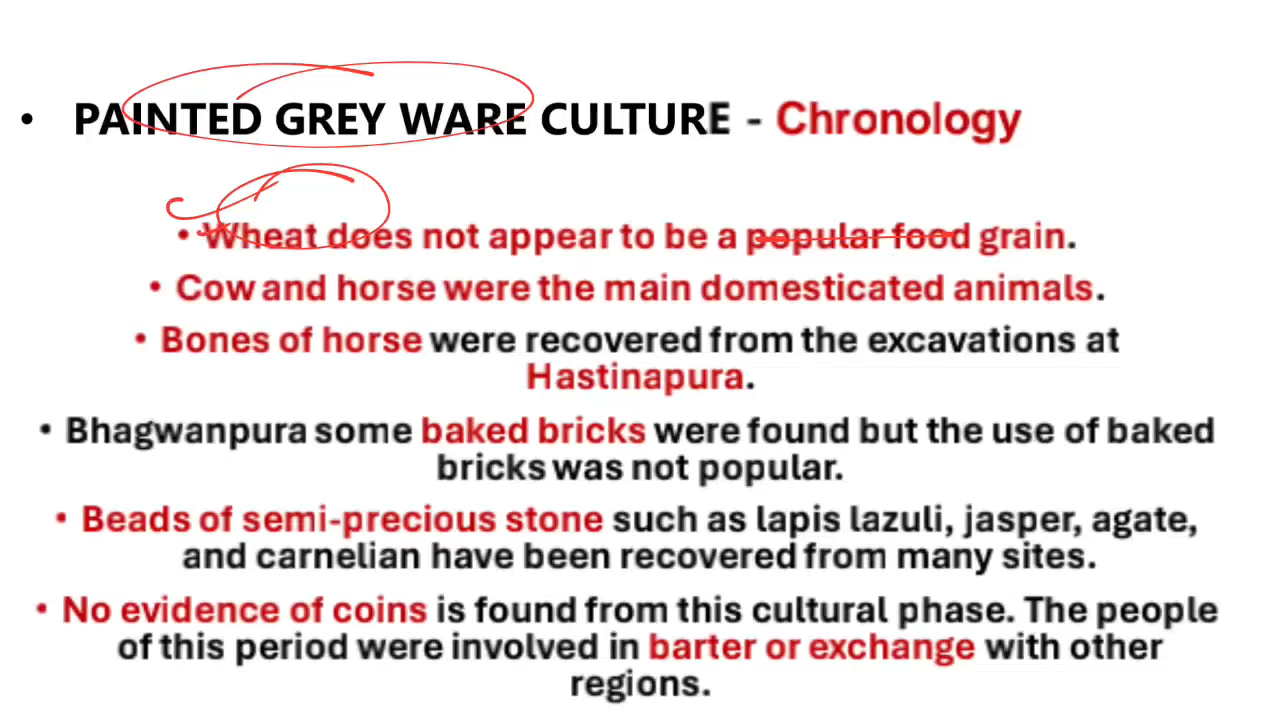 • PAINTED GREY WARE CULTURE - Chronology
• Wheat does not appear to be a popular food grain.
• Cow and horse were the main domesticated animals.
• Bones of horse were recovered from the excavations at
Hastinapura.
• Bhagwanpura some baked bricks were found but the use of baked
bricks was not popular.
• Beads of semi-precious stone such as lapis lazuli, jasper, agate,
and carnelian have been recovered from many sites.
• No evidence of coins is found from this cultural phase. The people
of this period were involved in barter or exchange with other
regions.